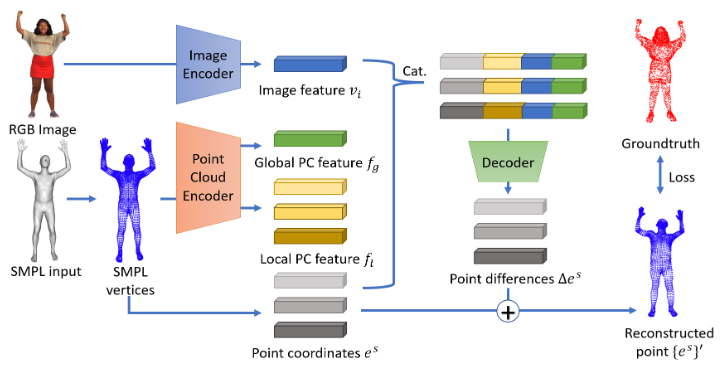 RGB Image
Image
Encoder
Image feature v_i
Cat.
SMPL input
SMPL
vertices
Point
Cloud
Encoder
Global PC feature f_g
Local PC feature f_l
Point coordinates e^s
Decoder
Point differences Δe^s
+
Groundtruth
Loss
Reconstructed
point {e^s}′